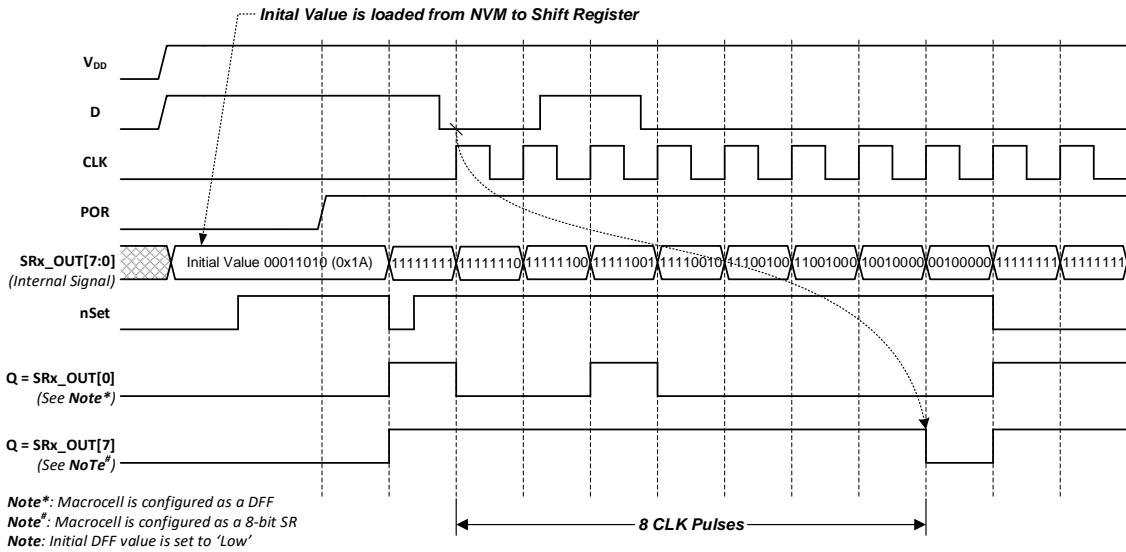 Inital Value is loaded from NVM to Shift Register
VDD
D
CLK
POR
SRx_OUT[7:0]
(Internal Signal)
Initial Value 00011010 (0x1A) 11111111 11111110 11111100 11111001 11110010 11100100 11001000 10010000 00100000 11111111 11111111
nSet
Q = SRx_OUT[0]
(See Note*)
Q = SRx_OUT[7]
(See NoTe#)
Note*: Macrocell is configured as a DFF
Note#: Macrocell is configured as a 8-bit SR
Note: Initial DFF value is set to ‘Low’
8 CLK Pulses